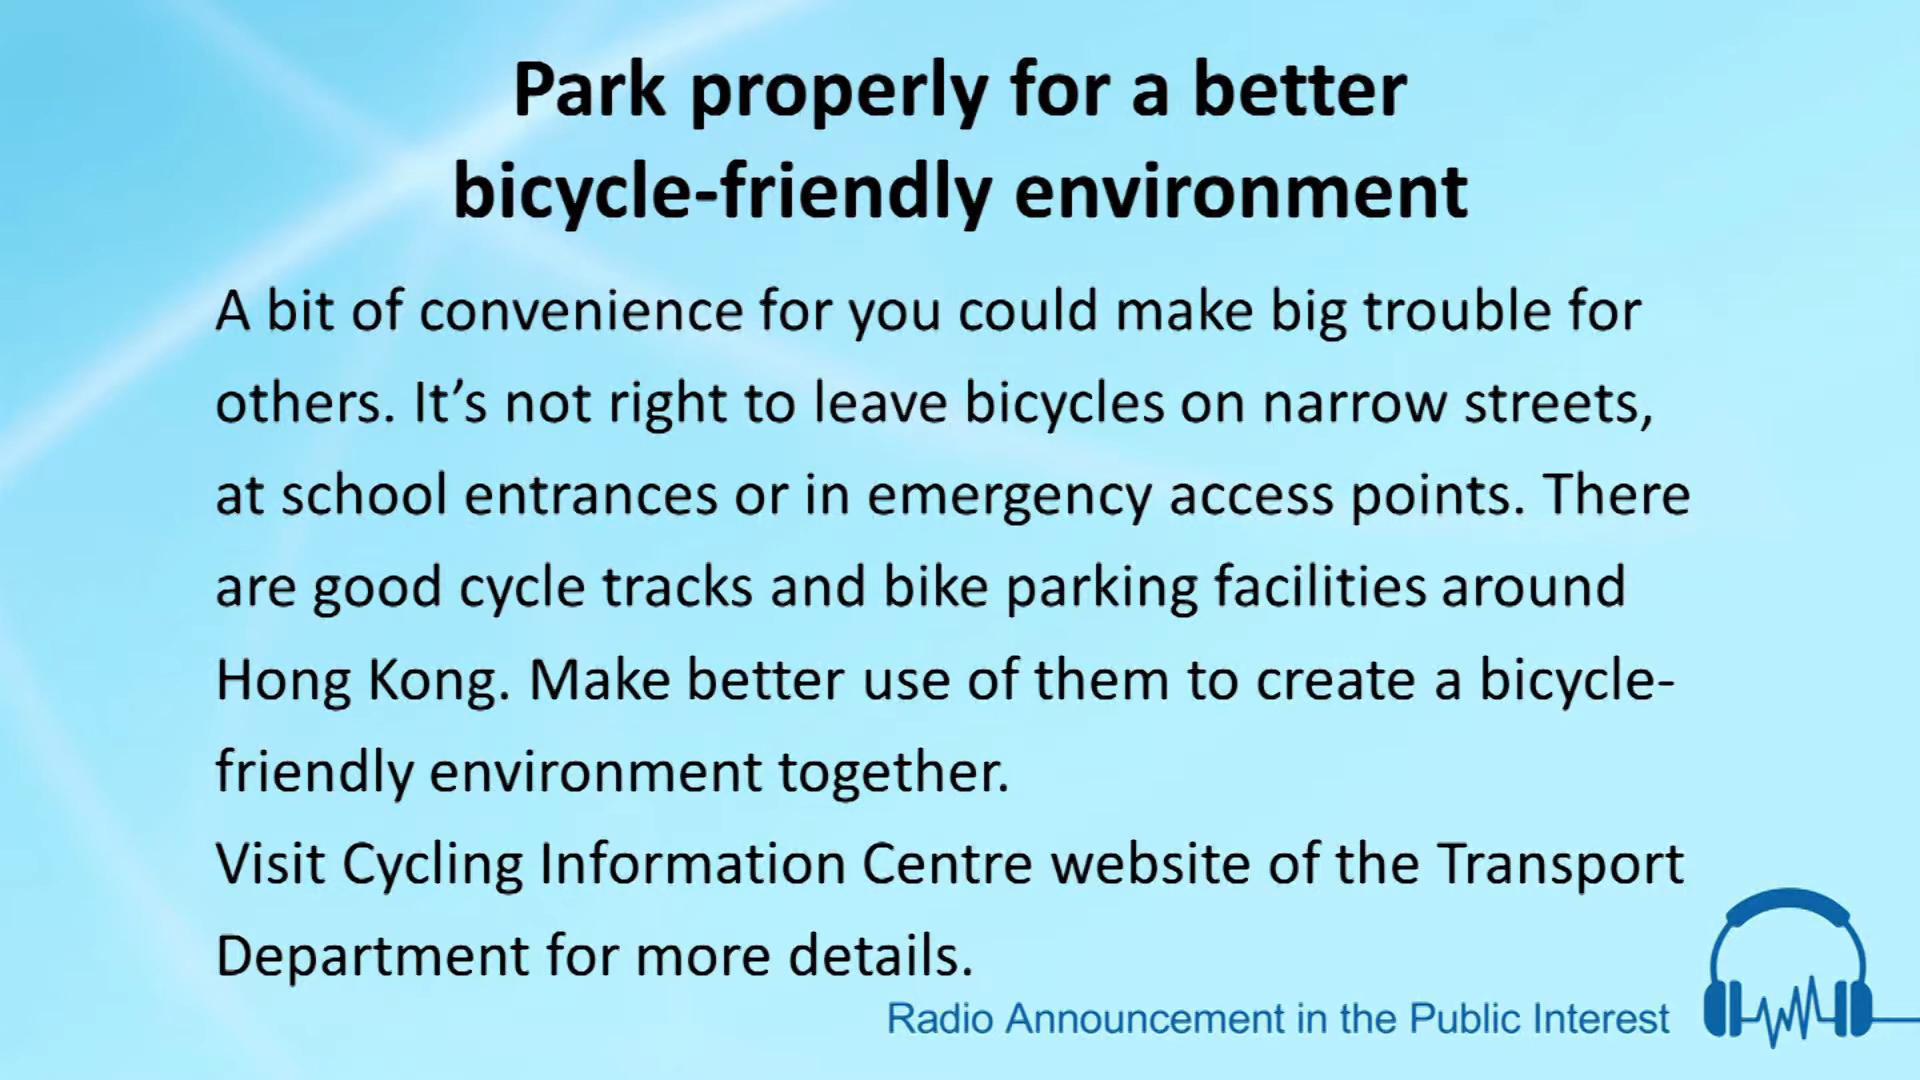 Park properly for a better
bicycle-friendly environment
A bit of convenience for you could make big trouble for
others. It’s not right to leave bicycles on narrow streets,
at school entrances or in emergency access points. There
are good cycle tracks and bike parking facilities around
Hong Kong. Make better use of them to create a bicycle-
friendly environment together.
Visit Cycling Information Centre website of the Transport
Department for more details.
Radio Announcement in the Public Interest